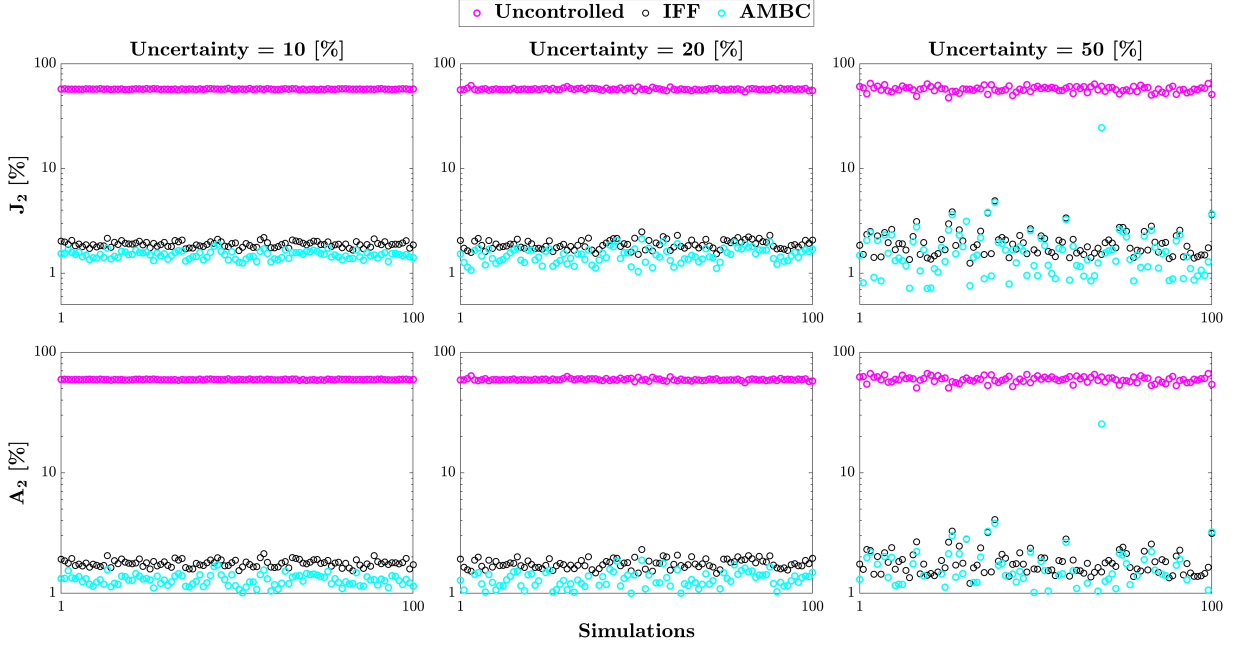 Uncontrolled IFF AMBC
Uncertainty = 10 [%] Uncertainty = 20 [%] Uncertainty = 50 [%]
100 100 100
10 10 10
1 1 1
J2 [%]
1 100 1 100 1 100
100 100 100
10 10 10
1 1 1
A2 [%]
1 100 1 100 1 100
Simulations